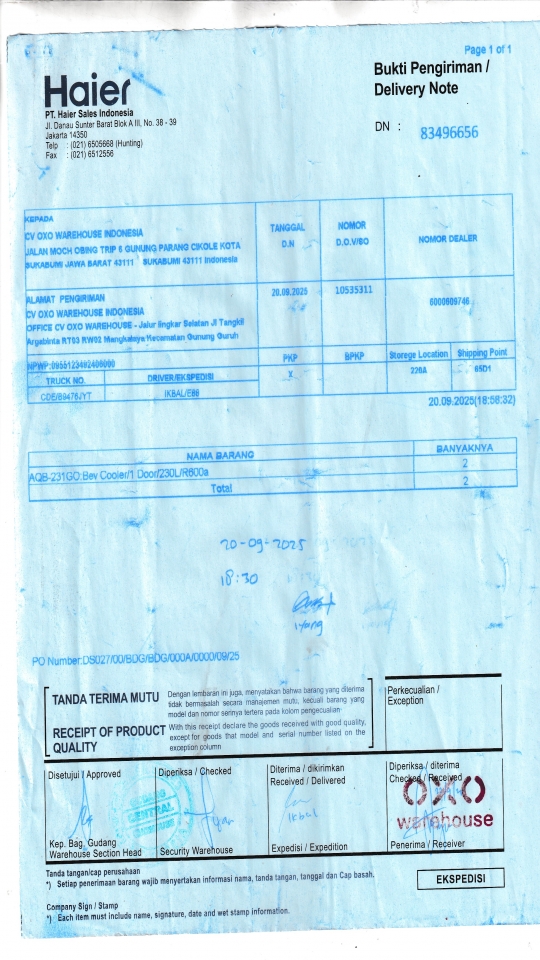 Page 1 of 1
Haier
Bukti Pengiriman /
Delivery Note
PT. Haier Sales Indonesia
Jl. Danau Sunter Barat Blok A III, No. 38 - 39
Jakarta 14350
Telp : (021) 6505668 (Hunting)
Fax : (021) 6512556
DN : 83496656
KEPADA
CV OXO WAREHOUSE INDONESIA
JALAN MOCH OBING TRIP 6 GUNUNG PARANG CIKOLE KOTA
SUKABUMI JAWA BARAT 43111 SUKABUMI 43111 Indonesia
TANGGAL
D.N
NOMOR
D.O.V/SO
NOMOR DEALER
ALAMAT PENGIRIMAN
CV OXO WAREHOUSE INDONESIA
OFFICE CV OXO WAREHOUSE - Jalur lingkar Selatan Jl Tangkil
Argabinta RT03 RW02 Mangkalaya Kecamatan Gunung Guruh
20.09.2025
10535311
6000609746
NPWP:0955123492406000
PKP
BPKP
Storege Location
Shipping Point
TRUCK NO.
DRIVER/EKSPEDISI
X
228A
65D1
CDE/B9476JYT
IKBAL/E88
20.09.2025(18:58:32)
NAMA BARANG
BANYAKNYA
AQB-231GO:Bev Cooler/1 Door/230L/R600a
2
Total
2
20-09-2025
18:30
PO Number:DS027/00/BDG/BDG/000A/0000/09/25
TANDA TERIMA MUTU
Dengan lembaran ini juga, menyatakan bahwa barang yang diterima
tidak bermasalah secara manajemen mutu, kecuali barang yang
model dan nomor serinya tertera pada kolom pengecualian
RECEIPT OF PRODUCT
QUALITY
With this receipt declare the goods received with good quality,
except for goods that model and serial number listed on the
exception column
Perkecualian /
Exception
Disetujui / Approved
Diperiksa / Checked
Diterima / dikirimkan
Received / Delivered
Diperiksa / diterima
Checked / Received
CENTRAL
Ikbal
OXO
warehouse
Kep. Bag. Gudang
Warehouse Section Head
Security Warehouse
Expedisi / Expedition
Penerima / Receiver
Tanda tangan/cap perusahaan
*) Setiap penerimaan barang wajib menyertakan informasi nama, tanda tangan, tanggal dan Cap basah.
EKSPEDISI
Company Sign / Stamp
*) Each item must include name, signature, date and wet stamp information.